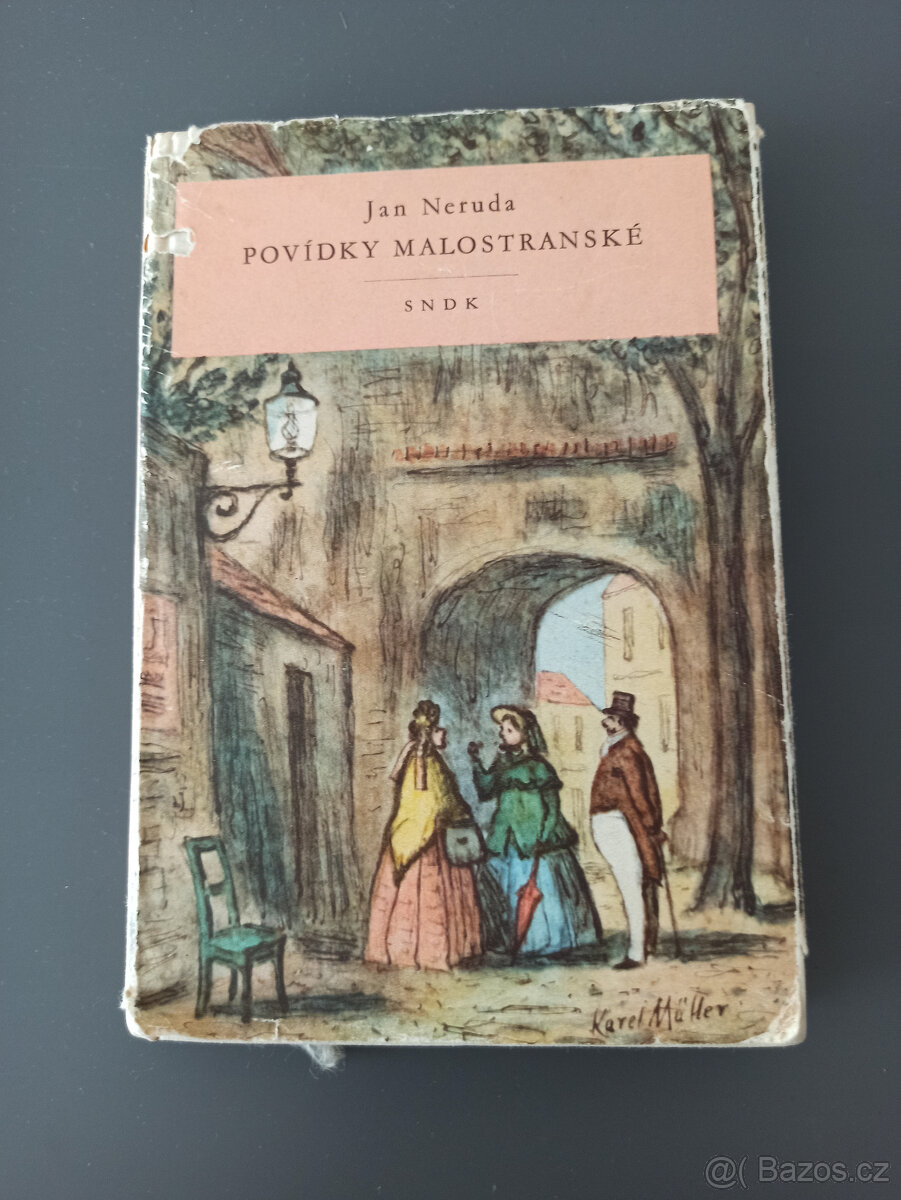 Jan Neruda
POVÍDKY MALOSTRANSKÉ
SNDK
Karel Müller
@( Bazos.cz